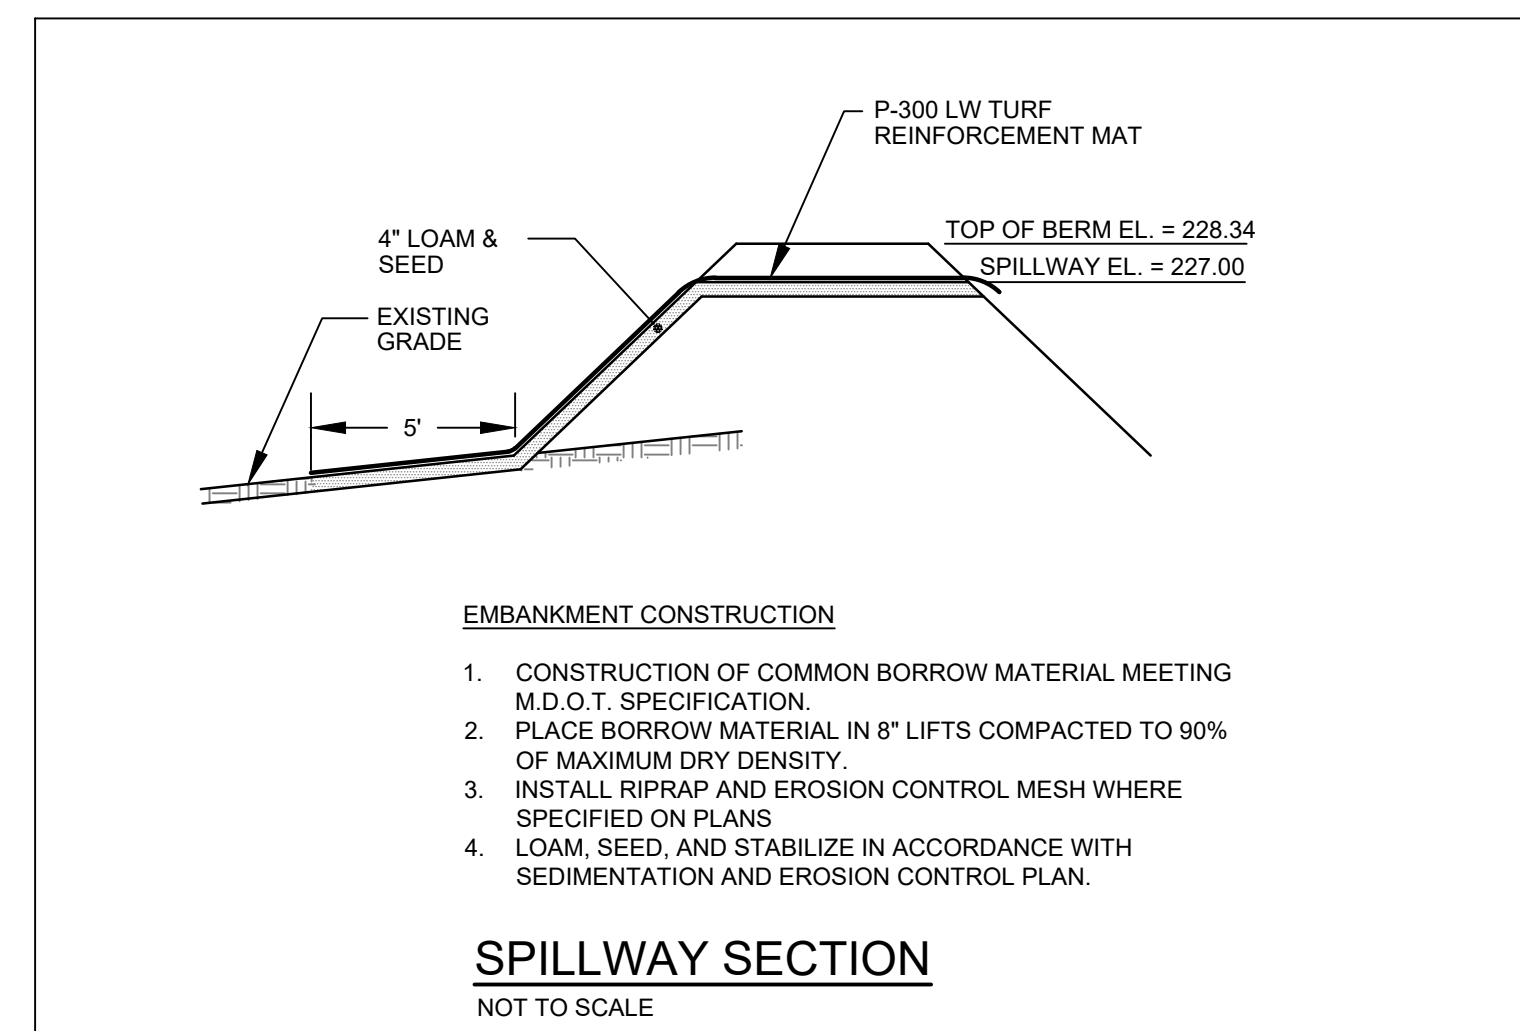 P-300 LW TURF
REINFORCEMENT MAT
TOP OF BERM EL. = 228.34
SPILLWAY EL. = 227.00
4" LOAM &
SEED
EXISTING
GRADE
5'
EMBANKMENT CONSTRUCTION
1. CONSTRUCTION OF COMMON BORROW MATERIAL MEETING
M.D.O.T. SPECIFICATION.
2. PLACE BORROW MATERIAL IN 8" LIFTS COMPACTED TO 90%
OF MAXIMUM DRY DENSITY.
3. INSTALL RIPRAP AND EROSION CONTROL MESH WHERE
SPECIFIED ON PLANS
4. LOAM, SEED, AND STABILIZE IN ACCORDANCE WITH
SEDIMENTATION AND EROSION CONTROL PLAN.
SPILLWAY SECTION
NOT TO SCALE